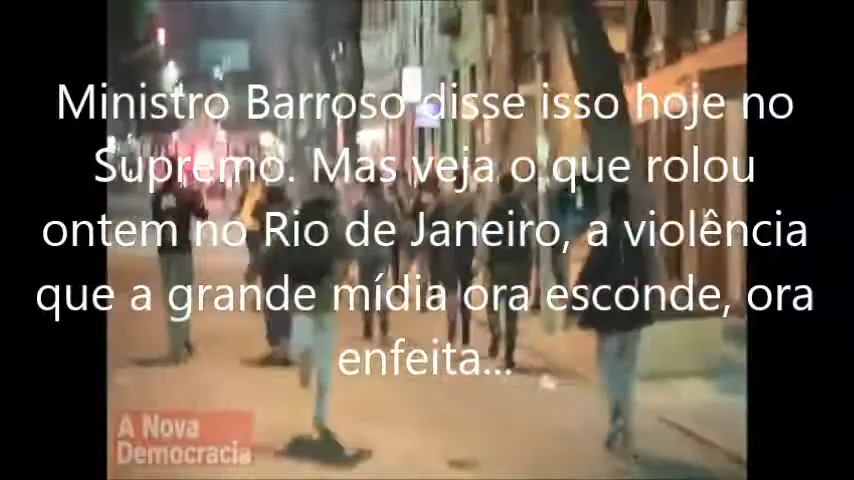 Ministro Barroso disse isso hoje no
Supremo. Mas veja o que rolou
ontem no Rio de Janeiro, a violência
que a grande mídia ora esconde, ora
enfeita...
A Nova
Democracia